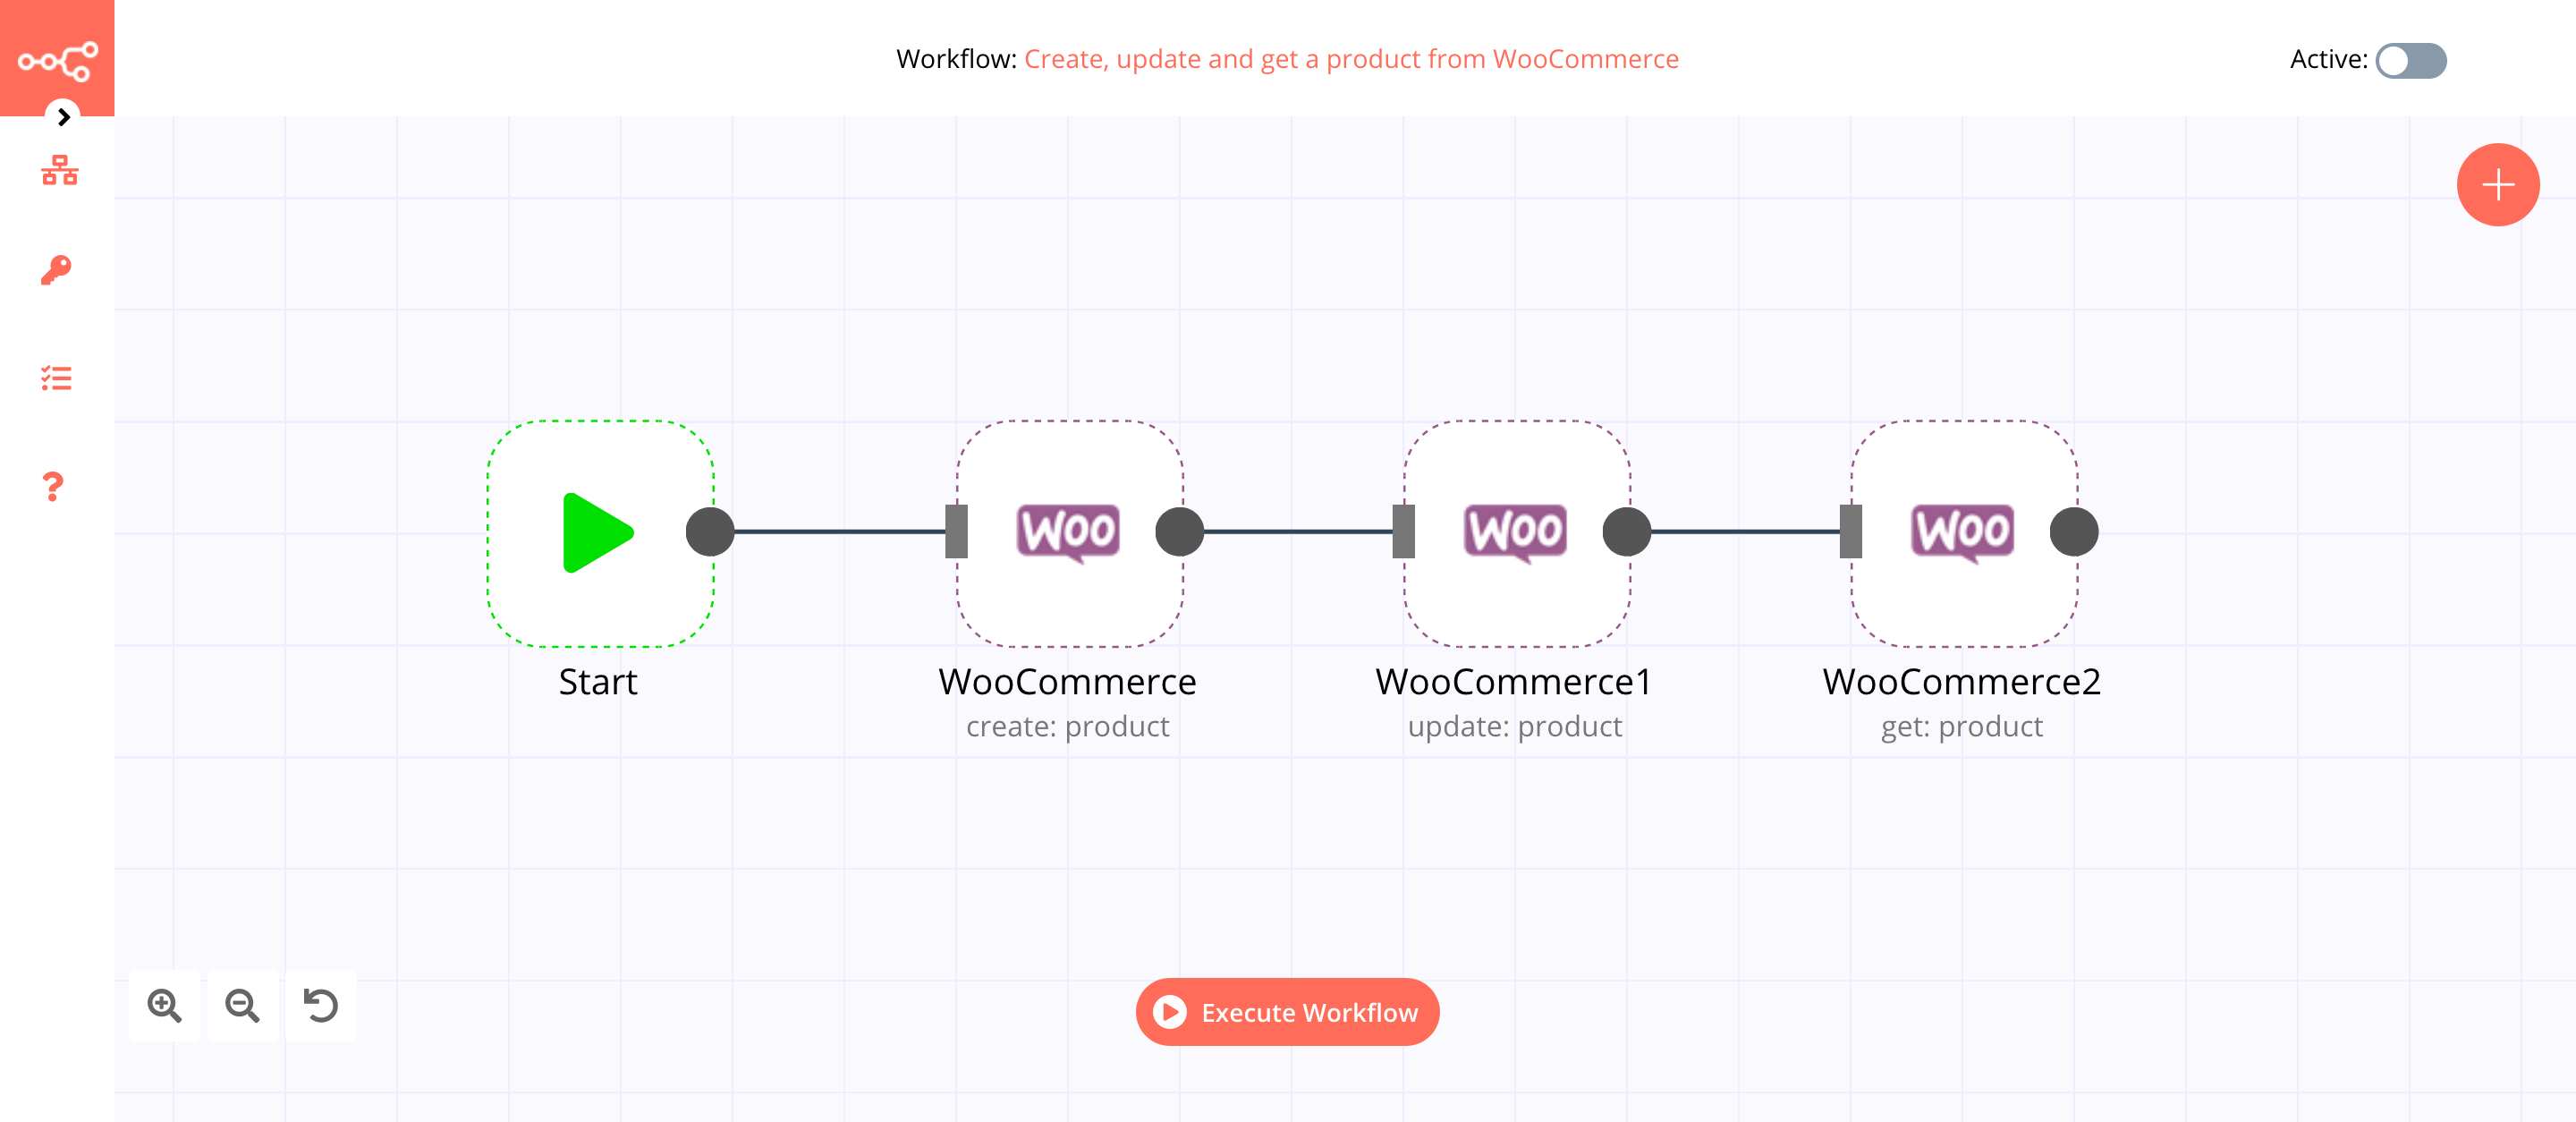 Workflow: Create, update and get a product from WooCommerce
Active:
Woo
Woo
Woo
Start
WooCommerce
create: product
WooCommerce1
update: product
WooCommerce2
get: product
Execute Workflow